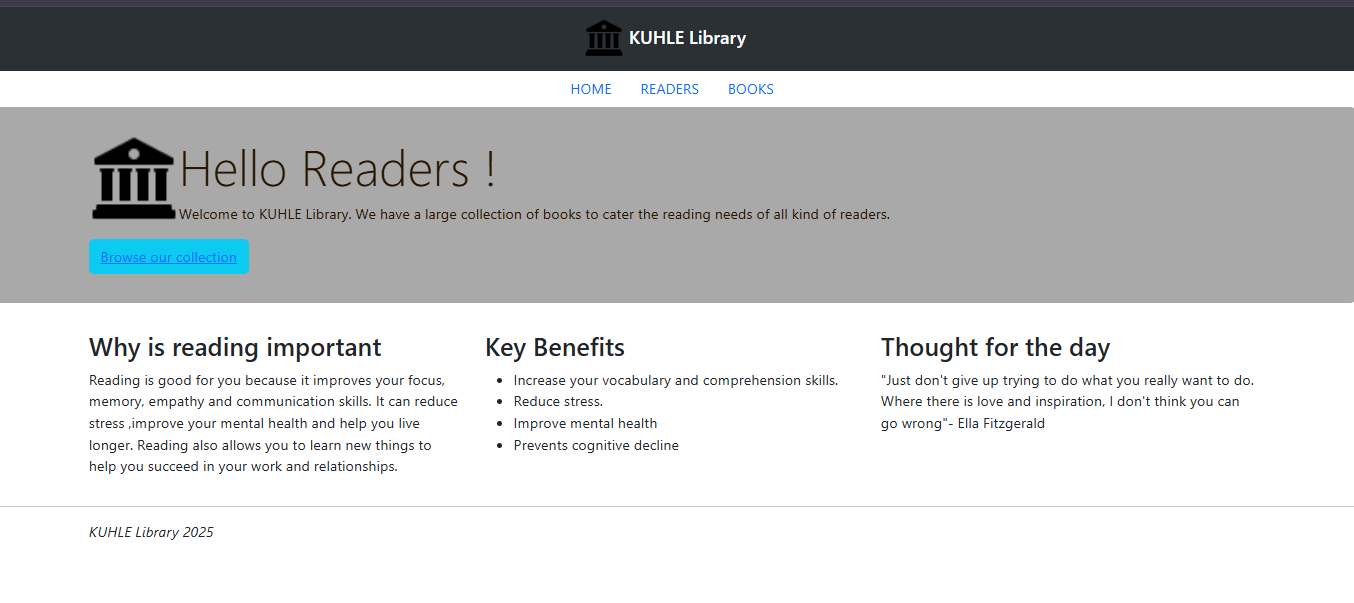 KUHLE Library
HOME READERS BOOKS
Hello Readers !
Welcome to KUHLE Library. We have a large collection of books to cater the reading needs of all kind of readers.
Browse our collection
Why is reading important
Reading is good for you because it improves your focus,
memory, empathy and communication skills. It can reduce
stress ,improve your mental health and help you live
longer. Reading also allows you to learn new things to
help you succeed in your work and relationships.
Key Benefits
• Increase your vocabulary and comprehension skills.
• Reduce stress.
• Improve mental health
• Prevents cognitive decline
Thought for the day
"Just don't give up trying to do what you really want to do.
Where there is love and inspiration, I don't think you can
go wrong"- Ella Fitzgerald
KUHLE Library 2025